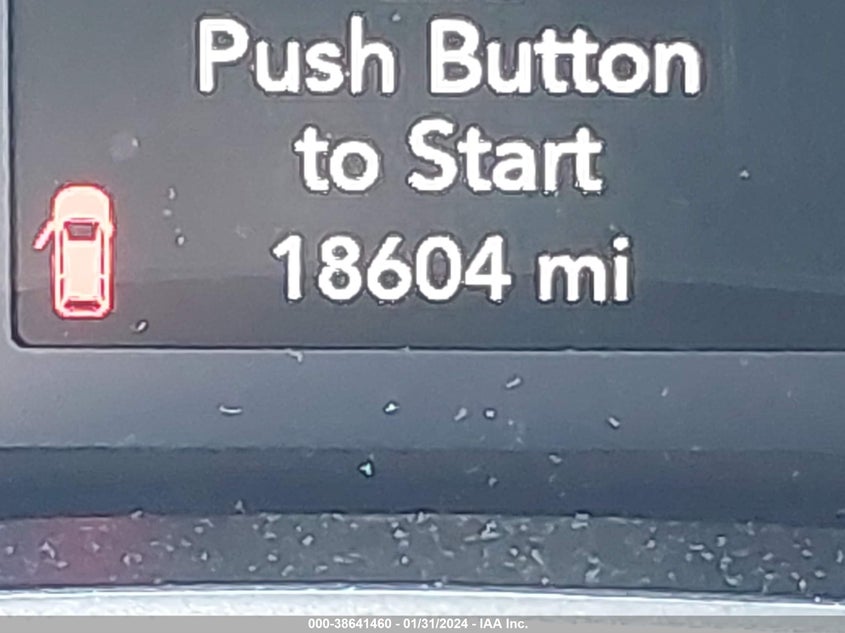 Push Button
to Start
18604 mi
000-38641460 - 01/31/2024 - IAA Inc.